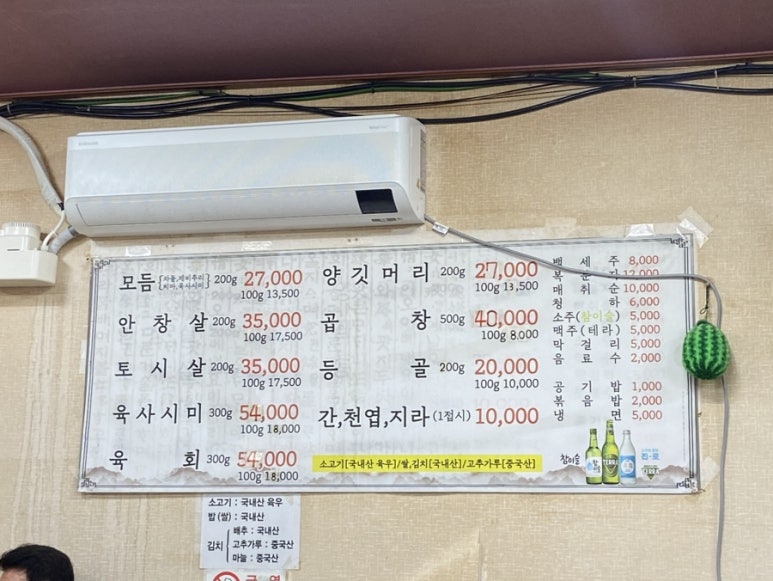 SAMSUNG
모듬 [차돌,제비추리 치마,육사시미] 200g 27,000
100g 13,500
안창살 200g 35,000
100g 17,500
토시살 200g 35,000
100g 17,500
육사시미 300g 54,000
100g 18,000
육회 300g 54,000
100g 18,000
양깃머리 200g 27,000
100g 13,500
곱창 500g 40,000
100g 8,000
등골 200g 20,000
100g 10,000
간,천엽,지라 (1접시) 10,000
소고기[국내산 육우]/쌀,김치[국내산]/고추가루[중국산]
백세주 8,000
복분자 12,000
매취순 10,000
청하 6,000
소주(참이슬) 5,000
맥주(테라) 5,000
막걸리 5,000
음료수 2,000
공기밥 1,000
볶음밥 2,000
냉면 5,000
참이슬
소고기 : 국내산 육우
밥(쌀) : 국내산
김치 { 배추 : 국내산
고추가루 : 중국산
마늘 : 중국산